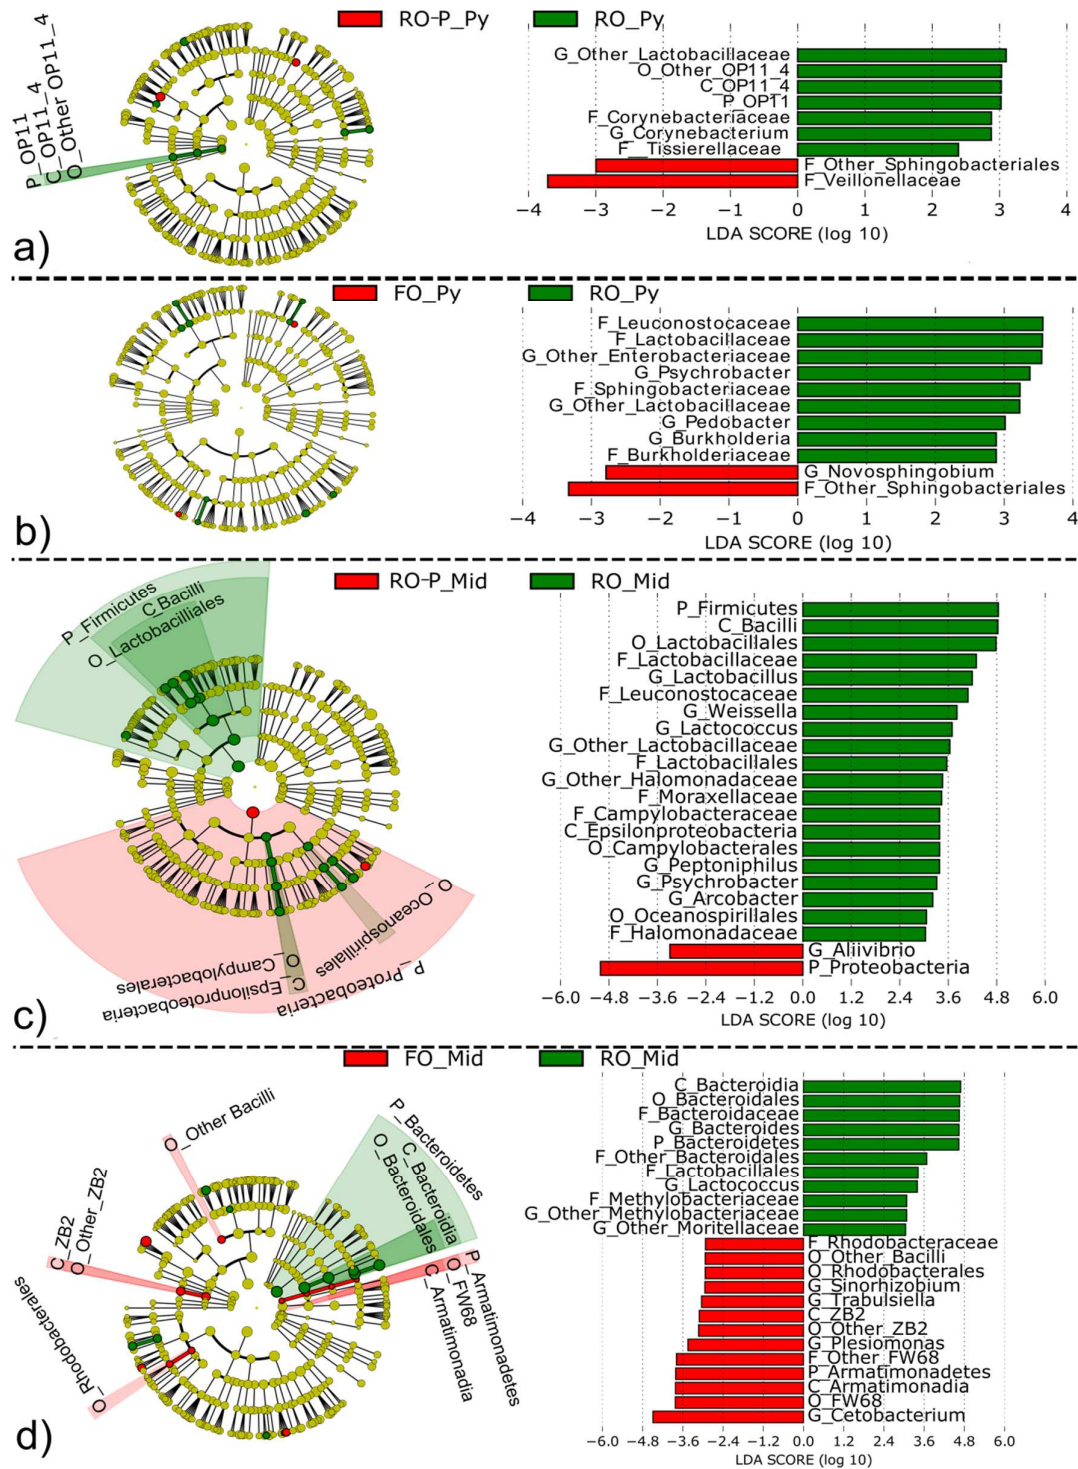 RO-P_Py
RO_Py
P_OP11
C_OP11_4
O_Other OP11_4
G_Other_Lactobacillaceae
O_Other_OP11_4
C_OP11_4
P_OP11
F_Corynebacteriaceae
G_Corynebacterium
F__Tissierellaceae
F_Other_Sphingobacteriales
F_Veillonellaceae
−4 −3 −2 −1 0 1 2 3 4
LDA SCORE (log 10)
a)
FO_Py
RO_Py
F_Leuconostocaceae
F_Lactobacillaceae
G_Other_Enterobacteriaceae
G_Psychrobacter
F_Sphingobacteriaceae
G_Other_Lactobacillaceae
G_Pedobacter
G_Burkholderia
F_Burkholderiaceae
G_Novosphingobium
F_Other_Sphingobacteriales
−4 −3 −2 −1 0 1 2 3 4
LDA SCORE (log 10)
b)
RO-P_Mid
RO_Mid
P_Firmicutes
C_Bacilli
O_Lactobacilliales
O_Oceanospirillales
O_Campylobacterales
C_Epsilonproteobacteria
P_Proteobacteria
P_Firmicutes
C_Bacilli
O_Lactobacillales
F_Lactobacillaceae
G_Lactobacillus
F_Leuconostocaceae
G_Weissella
G_Lactococcus
G_Other_Lactobacillaceae
F_Lactobacillales
G_Other_Halomonadaceae
F_Moraxellaceae
F_Campylobacteraceae
C_Epsilonproteobacteria
O_Campylobacterales
G_Peptoniphilus
G_Psychrobacter
G_Arcobacter
O_Oceanospirillales
F_Halomonadaceae
G_Aliivibrio
P_Proteobacteria
−6.0 −4.8 −3.6 −2.4 −1.2 0.0 1.2 2.4 3.6 4.8 6.0
LDA SCORE (log 10)
c)
FO_Mid
RO_Mid
O_Other Bacilli
C_ZB2
O_Other_ZB2
O_Rhodobacterales
P_Bacteroidetes
C_Bacteroidia
O_Bacteroidales
P_Armatimonadetes
O_FW68
C_Armatimonadia
C_Bacteroidia
O_Bacteroidales
F_Bacteroidaceae
G_Bacteroides
P_Bacteroidetes
F_Other_Bacteroidales
F_Lactobacillales
G_Lactococcus
F_Methylobacteriaceae
G_Other_Methylobacteriaceae
G_Other_Moritellaceae
F_Rhodobacteraceae
O_Other_Bacilli
O_Rhodobacterales
G_Sinorhizobium
G_Trabulsiella
C_ZB2
O_Other_ZB2
G_Plesiomonas
F_Other_FW68
P_Armatimonadetes
C_Armatimonadia
O_FW68
G_Cetobacterium
−6.0 −4.8 −3.6 −2.4 −1.2 0.0 1.2 2.4 3.6 4.8 6.0
LDA SCORE (log 10)
d)